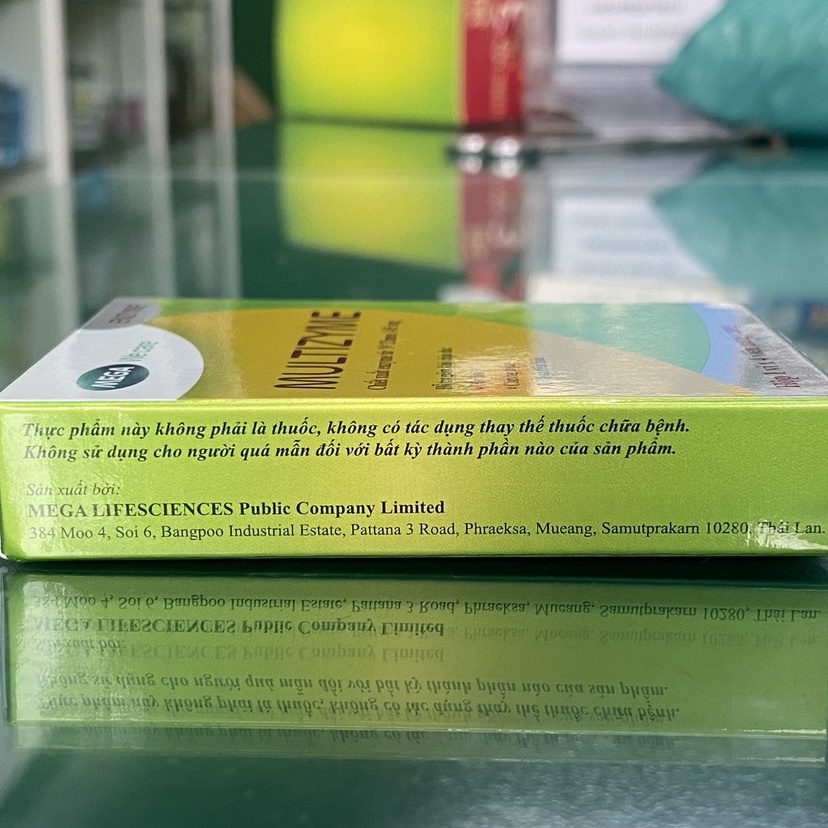 MEGA
We care
ENZYME
MULTIZYME
Thực phẩm này không phải là thuốc, không có tác dụng thay thế thuốc chữa bệnh.
Không sử dụng cho người quá mẫn đối với bất kỳ thành phần nào của sản phẩm.
Sản xuất bởi:
MEGA LIFESCIENCES Public Company Limited
384 Moo 4, Soi 6, Bangpoo Industrial Estate, Pattana 3 Road, Phraeksa, Mueang, Samutprakarn 10280, Thái Lan.